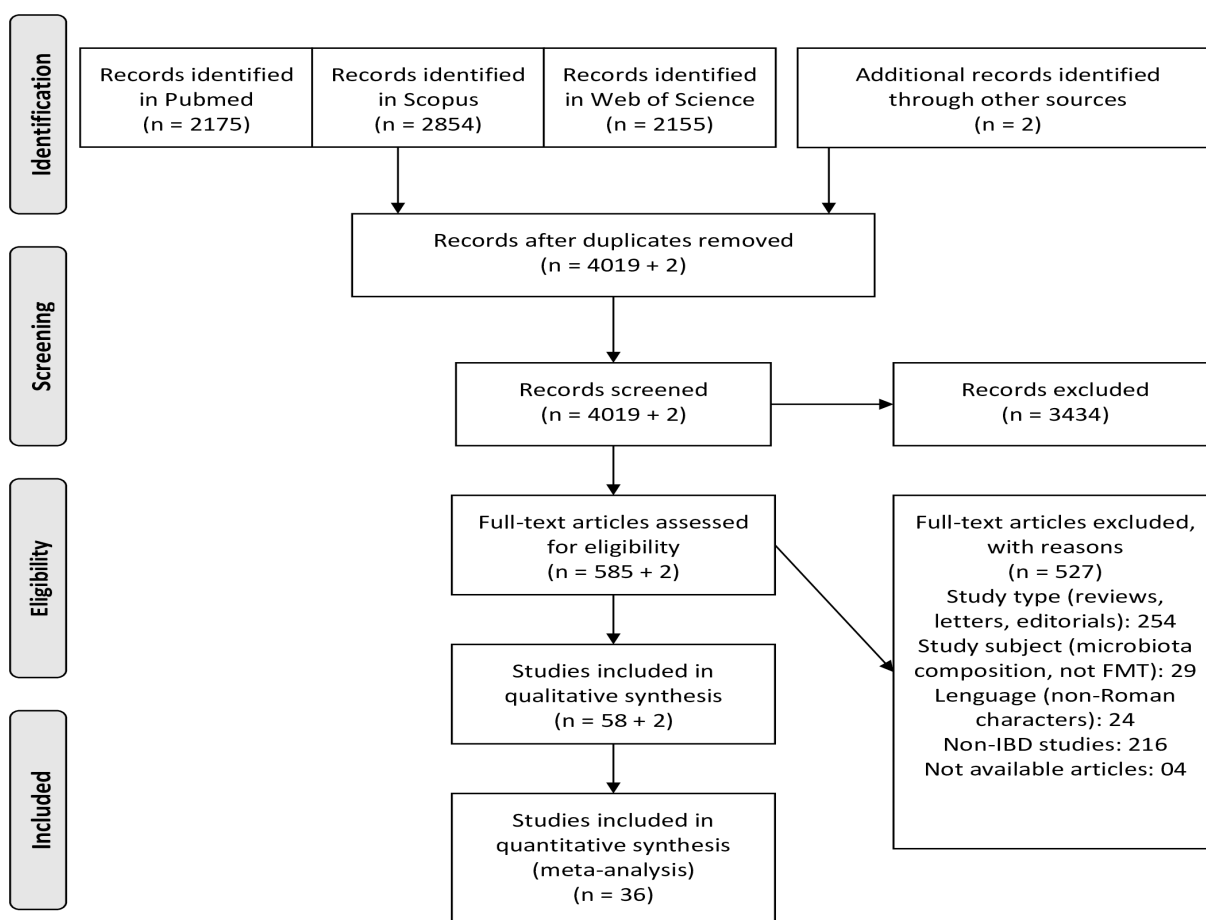 Identification
Records identified
in Pubmed
(n = 2175)
Records identified
in Scopus
(n = 2854)
Records identified
in Web of Science
(n = 2155)
Additional records identified
through other sources
(n = 2)
Records after duplicates removed
(n = 4019 + 2)
Screening
Records screened
(n = 4019 + 2)
Records excluded
(n = 3434)
Eligibility
Full-text articles assessed
for eligibility
(n = 585 + 2)
Full-text articles excluded,
with reasons
(n = 527)
Study type (reviews,
letters, editorials): 254
Study subject (microbiota
composition, not FMT): 29
Lenguage (non-Roman
characters): 24
Non-IBD studies: 216
Not available articles: 04
Studies included in
qualitative synthesis
(n = 58 + 2)
Included
Studies included in
quantitative synthesis
(meta-analysis)
(n = 36)